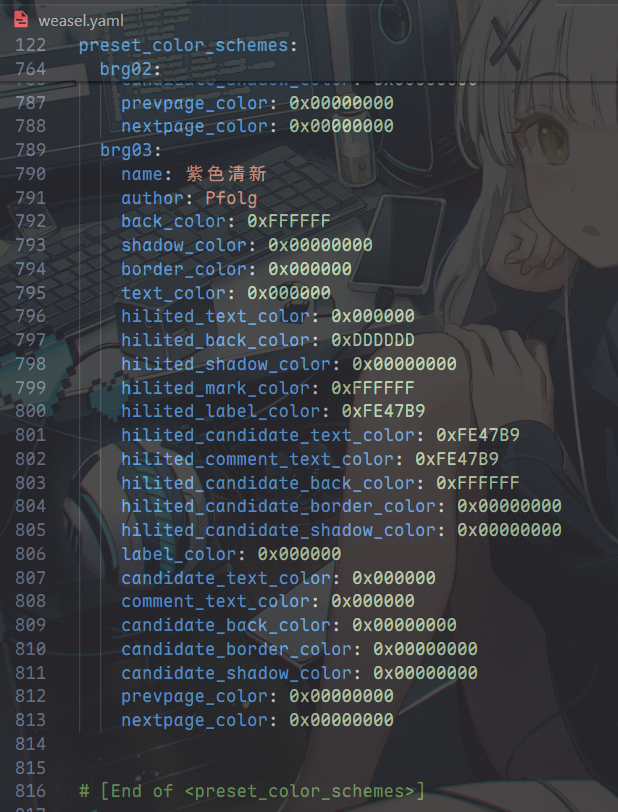 weasel.yaml
122 preset_color_schemes:
764 brg02:
787 prevpage_color: 0x00000000
788 nextpage_color: 0x00000000
789 brg03:
790 name: 紫色清新
791 author: Pfolg
792 back_color: 0xFFFFFF
793 shadow_color: 0x00000000
794 border_color: 0x000000
795 text_color: 0x000000
796 hilited_text_color: 0x000000
797 hilited_back_color: 0xDDDDDD
798 hilited_shadow_color: 0x00000000
799 hilited_mark_color: 0xFFFFFF
800 hilited_label_color: 0xFE47B9
801 hilited_candidate_text_color: 0xFE47B9
802 hilited_comment_text_color: 0xFE47B9
803 hilited_candidate_back_color: 0xFFFFFF
804 hilited_candidate_border_color: 0x00000000
805 hilited_candidate_shadow_color: 0x00000000
806 label_color: 0x000000
807 candidate_text_color: 0x000000
808 comment_text_color: 0x000000
809 candidate_back_color: 0x00000000
810 candidate_border_color: 0x00000000
811 candidate_shadow_color: 0x00000000
812 prevpage_color: 0x00000000
813 nextpage_color: 0x00000000
814
815
816 # [End of <preset_color_schemes>]